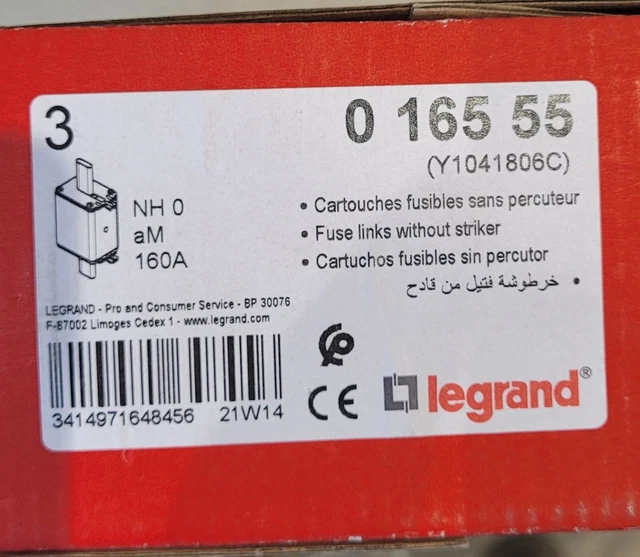 3
0 165 55
(Y1041806C)
NH 0
aM
160A
• Cartouches fusibles sans percuteur
• Fuse links without striker
• Cartuchos fusibles sin percutor
• خرطوشة فتيل من قادح
LEGRAND - Pro and Consumer Service - BP 30076
F-87002 Limoges Cedex 1 - www.legrand.com
3414971648456 21W14
CE
legrand®